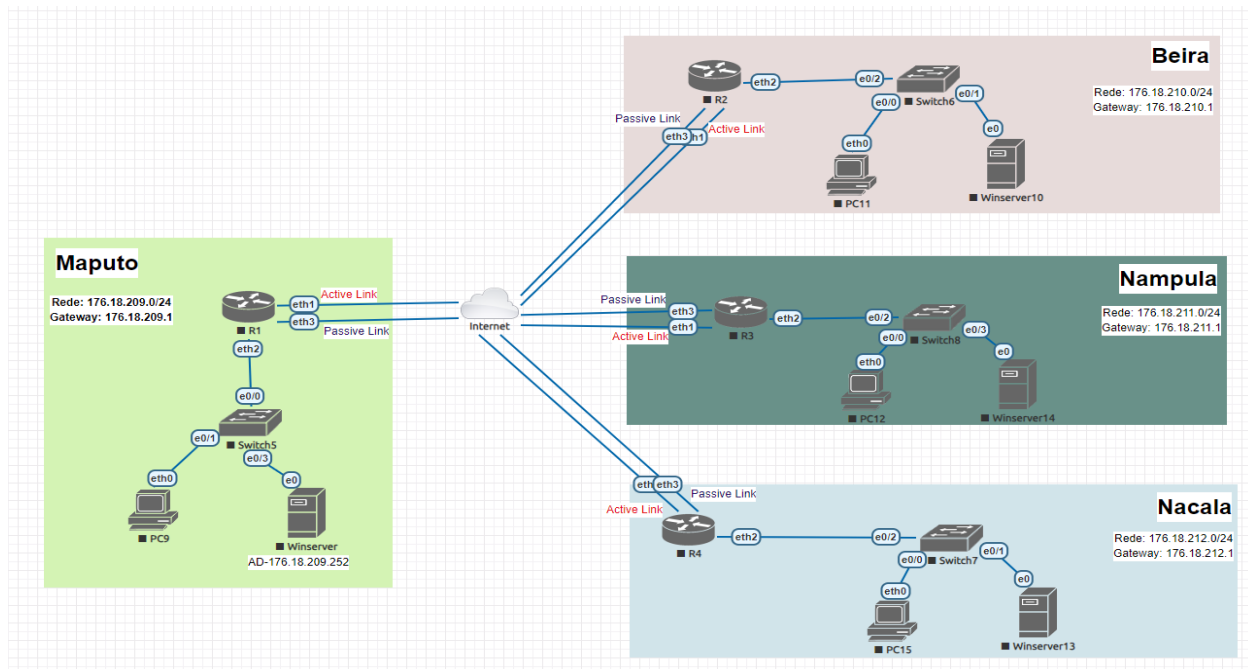 Maputo
Rede: 176.18.209.0/24
Gateway: 176.18.209.1
R1
eth1
Active Link
eth3
Passive Link
eth2
e0/0
Switch5
e0/1
e0/3
eth0
e0
PC9
Winserver
AD-176.18.209.252
Internet
Beira
Rede: 176.18.210.0/24
Gateway: 176.18.210.1
R2
eth2
e0/2
Switch6
e0/0
e0/1
Passive Link
Active Link
eth3
eth0
e0
PC11
Winserver10
Nampula
Rede: 176.18.211.0/24
Gateway: 176.18.211.1
Passive Link
eth3
eth1
Active Link
R3
eth2
e0/2
Switch8
e0/0
e0/3
eth0
e0
PC12
Winserver14
Nacala
Rede: 176.18.212.0/24
Gateway: 176.18.212.1
eth3
Passive Link
Active Link
R4
eth2
e0/2
Switch7
e0/0
e0/1
eth0
e0
PC15
Winserver13